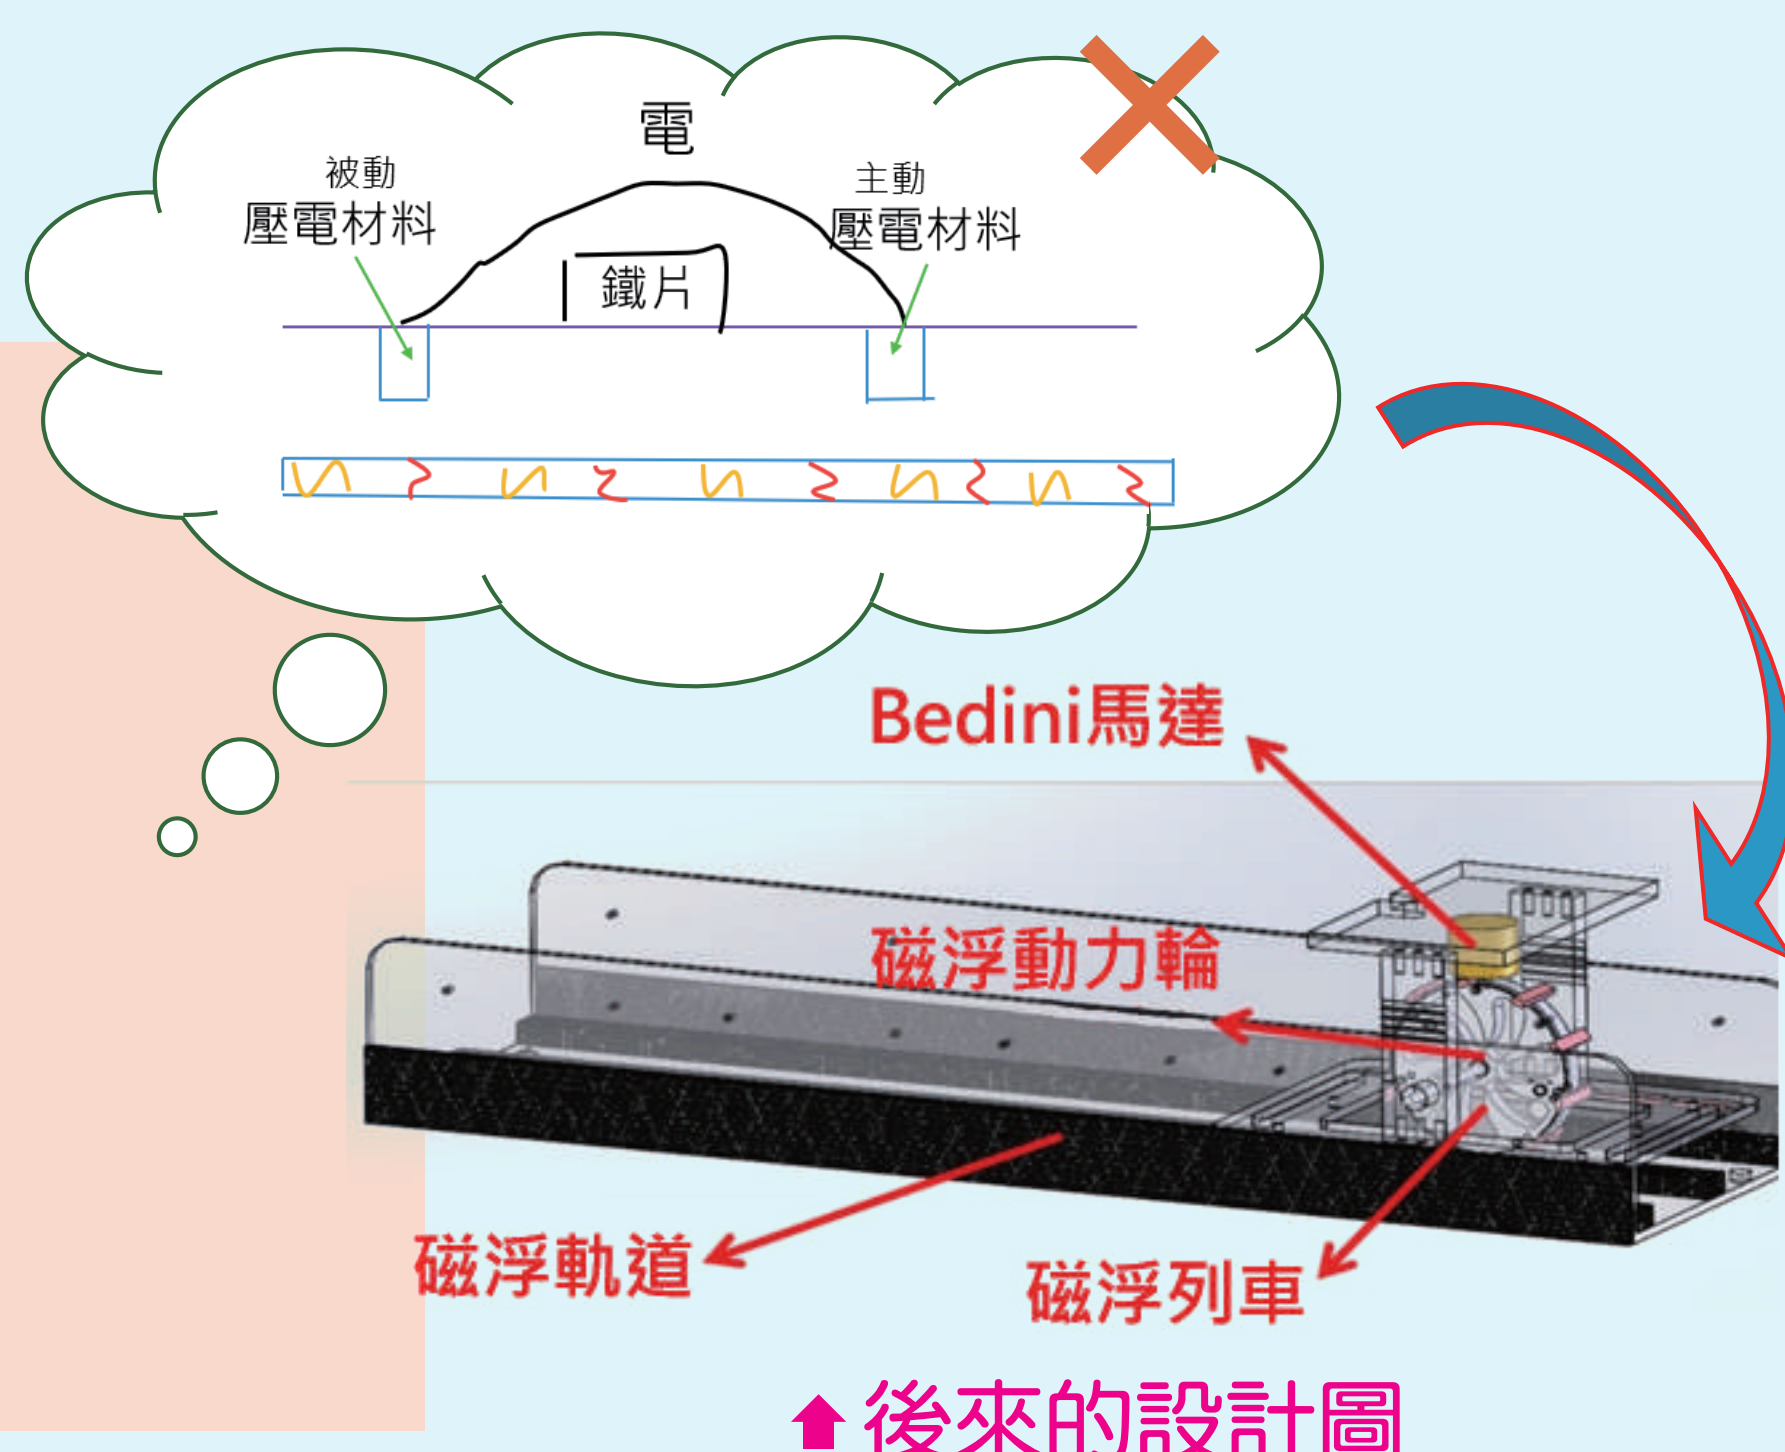 電
被動
壓電材料
主動
壓電材料
鐵片
N S N S N S N S N S
Bedini馬達
磁浮動力輪
磁浮軌道
磁浮列車
後來的設計圖